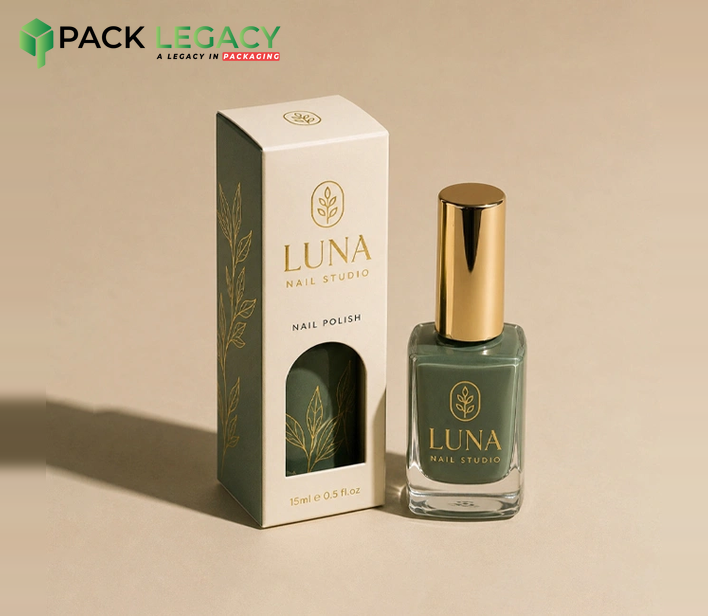 PACK LEGACY
A LEGACY IN PACKAGING
LUNA
NAIL STUDIO
NAIL POLISH
15ml e 0.5 fl.oz
LUNA
NAIL STUDIO